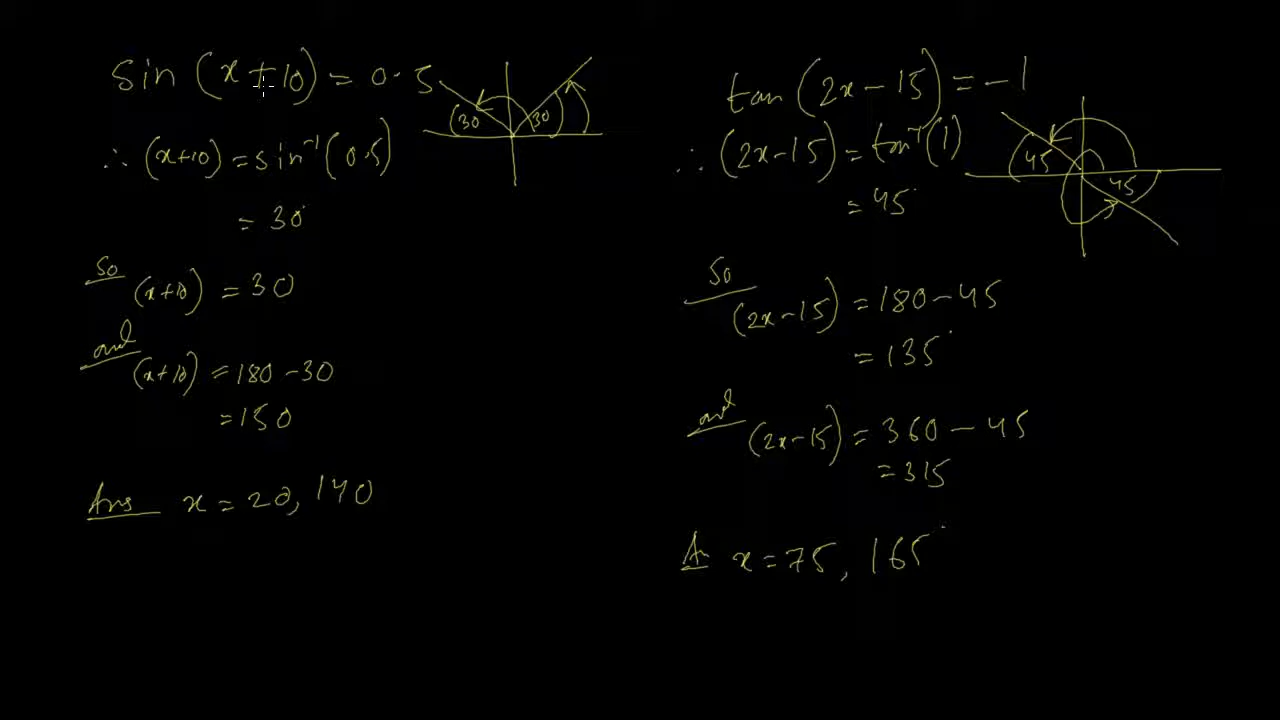 sin (x+10) = 0.5
30 30
∴ (x+10) = sin⁻¹(0.5)
= 30°
so (x+10) = 30
and (x+10) = 180 - 30
= 150
Ans x = 20, 140
tan (2x - 15) = -1
∴ (2x - 15) = tan⁻¹(1)
45 45
= 45°
so (2x - 15) = 180 - 45
= 135°
and (2x - 15) = 360 - 45
= 315
An x = 75, 165°